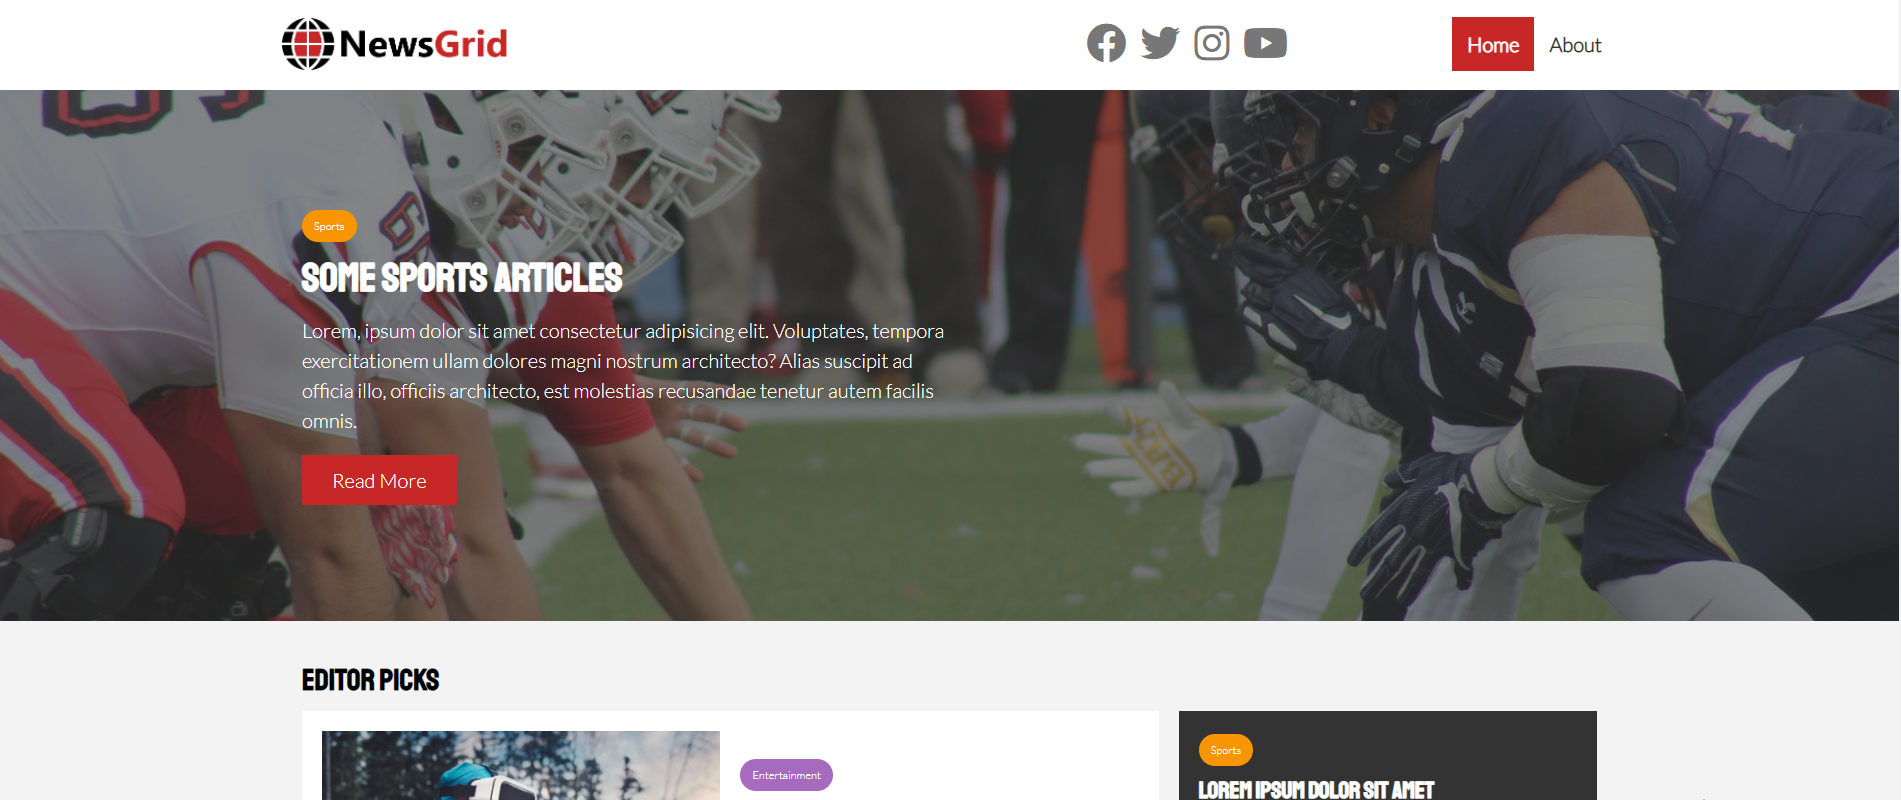 NewsGrid
Home
About
Sports
SOME SPORTS ARTICLES
Lorem, ipsum dolor sit amet consectetur adipisicing elit. Voluptates, tempora
exercitationem ullam dolores magni nostrum architecto? Alias suscipit ad
officia illo, officiis architecto, est molestias recusandae tenetur autem facilis
omnis.
Read More
EDITOR PICKS
Entertainment
Sports
LOREM IPSUM DOLOR SIT AMET